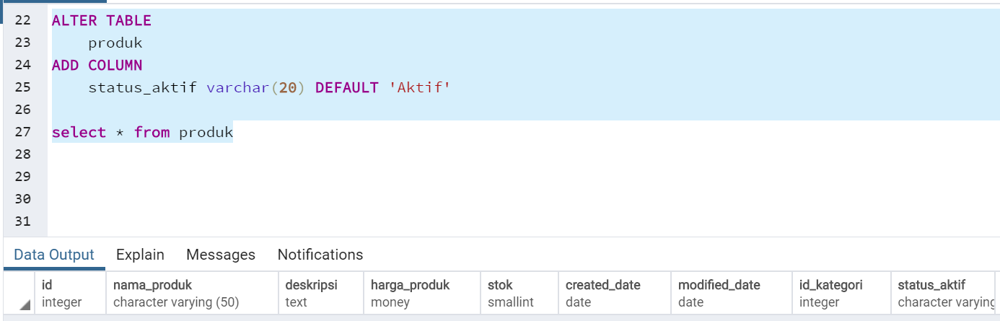 22 ALTER TABLE
23 produk
24 ADD COLUMN
25 status_aktif varchar(20) DEFAULT 'Aktif'
26
27 select * from produk
28
29
30
31
Data Output Explain Messages Notifications
id nama_produk deskripsi harga_produk stok created_date modified_date id_kategori status_aktif
integer character varying (50) text money smallint date date integer character varying